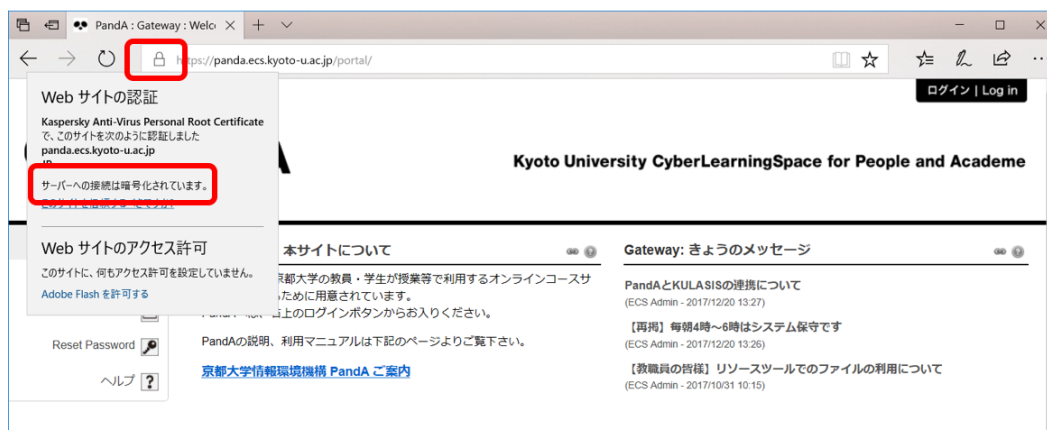 PandA : Gateway : Welc
https://panda.ecs.kyoto-u.ac.jp/portal/
ログイン | Log in
Web サイトの認証
Kaspersky Anti-Virus Personal Root Certificate
で、このサイトを次のように認証しました
panda.ecs.kyoto-u.ac.jp
JP
サーバーへの接続は暗号化されています。
Web サイトのアクセス許可
このサイトに、何もアクセス許可を設定していません。
Adobe Flash を許可する
A
Kyoto University CyberLearningSpace for People and Academe
Reset Password
ヘルプ ?
本サイトについて
京都大学の教員・学生が授業等で利用するオンラインコースサ
ために用意されています。
上のログインボタンからお入りください。
PandAの説明、利用マニュアルは下記のページよりご覧下さい。
京都大学情報環境機構 PandA ご案内
Gateway: きょうのメッセージ
PandAとKULASISの連携について
(ECS Admin - 2017/12/20 13:27)
【再掲】毎朝4時～6時はシステム保守です
(ECS Admin - 2017/12/20 13:26)
【教職員の皆様】リソースツールでのファイルの利用について
(ECS Admin - 2017/10/31 10:15)